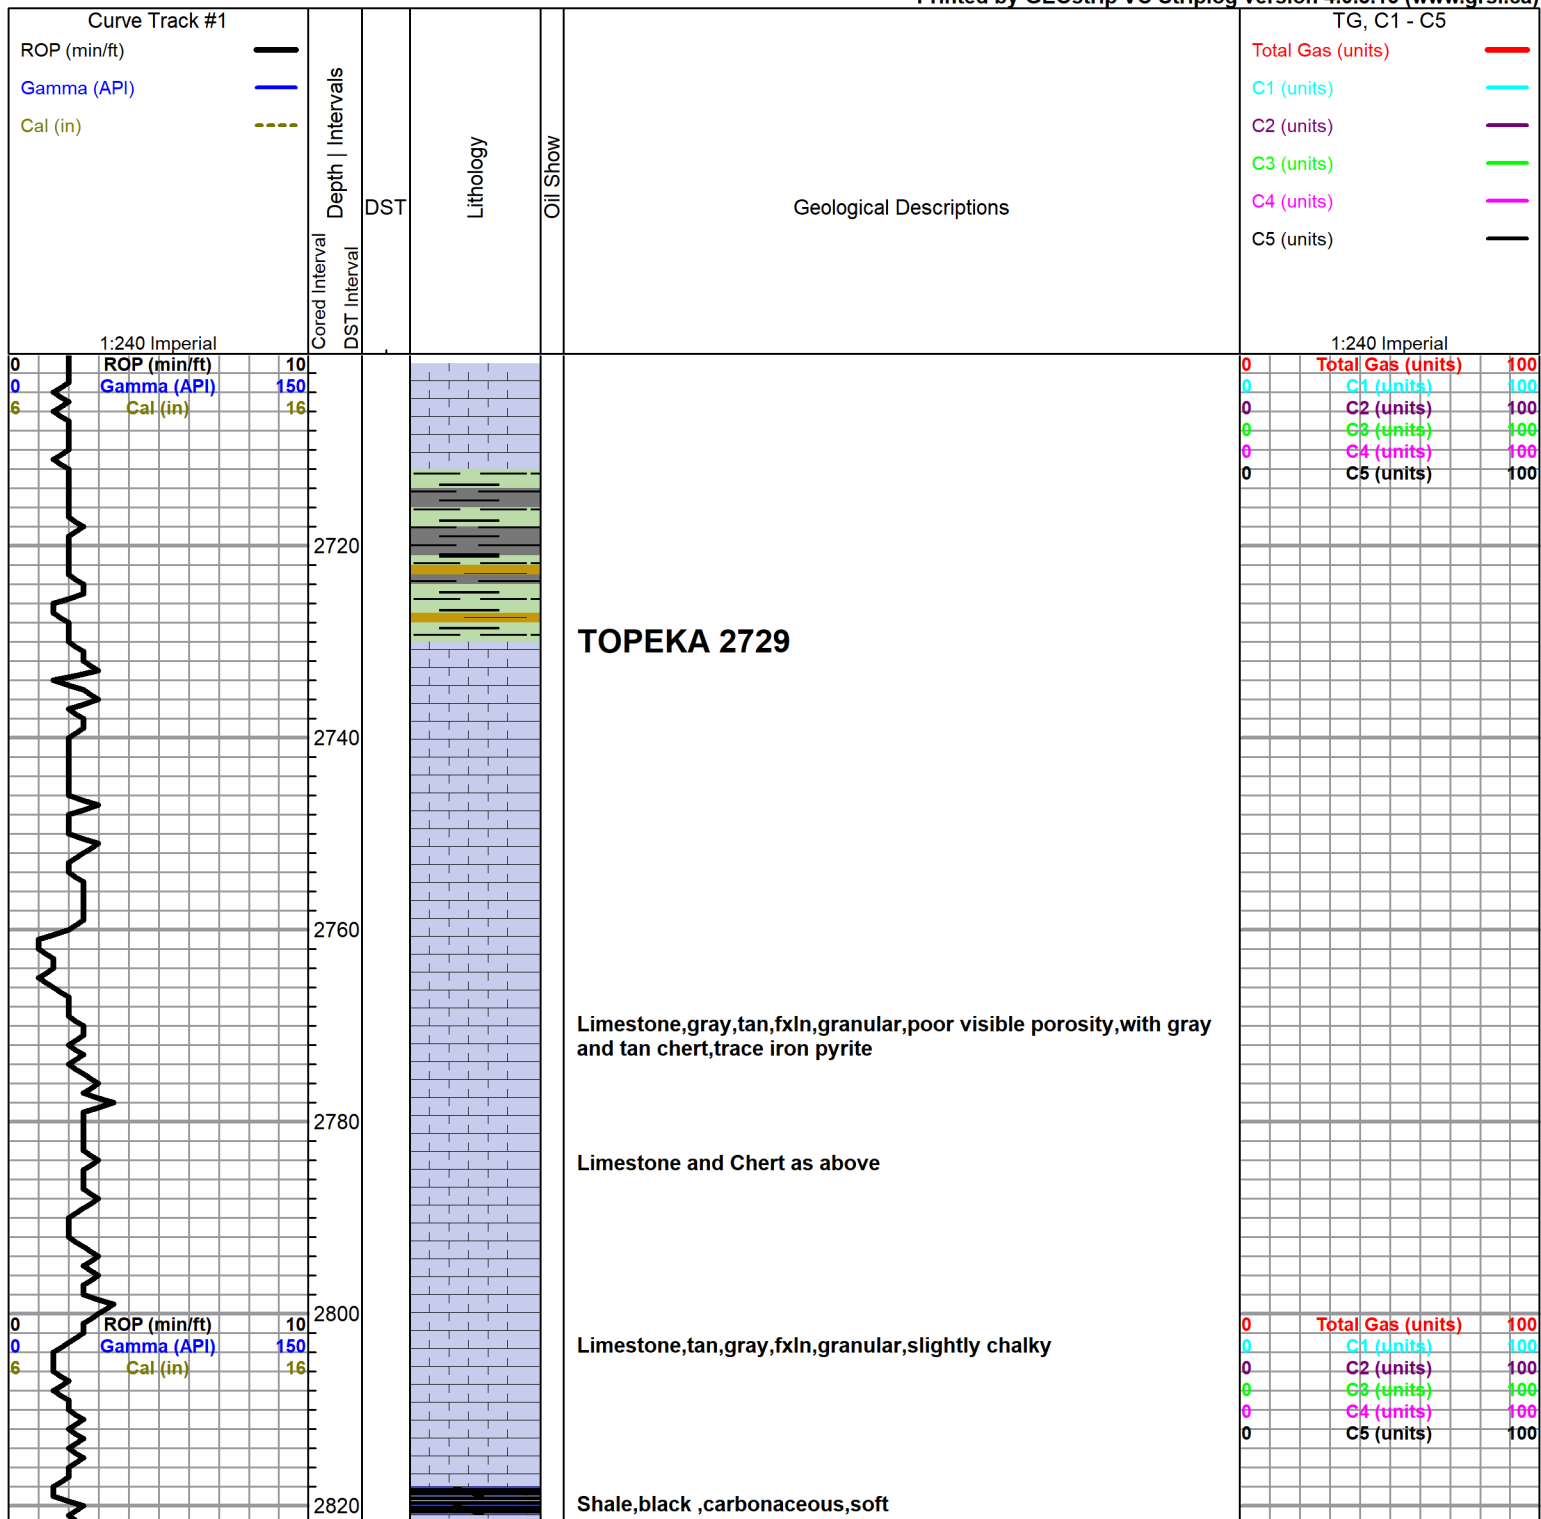 Curve Track #1
ROP (min/ft)
Gamma (API)
Cal (in)
1:240 Imperial
Cored Interval
Depth | Intervals
DST Interval
DST
Lithology
Oil Show
Geological Descriptions
TG, C1 - C5
Total Gas (units)
C1 (units)
C2 (units)
C3 (units)
C4 (units)
C5 (units)
1:240 Imperial
0 ROP (min/ft) 10
0 Gamma (API) 150
6 Cal (in) 16
0 Total Gas (units) 100
0 C1 (units) 100
0 C2 (units) 100
0 C3 (units) 100
0 C4 (units) 100
0 C5 (units) 100
2720
TOPEKA 2729
2740
2760
Limestone,gray,tan,fxln,granular,poor visible porosity,with gray
and tan chert,trace iron pyrite
2780
Limestone and Chert as above
2800
0 ROP (min/ft) 10
0 Gamma (API) 150
6 Cal (in) 16
Limestone,tan,gray,fxln,granular,slightly chalky
0 Total Gas (units) 100
0 C1 (units) 100
0 C2 (units) 100
0 C3 (units) 100
0 C4 (units) 100
0 C5 (units) 100
2820
Shale,black ,carbonaceous,soft